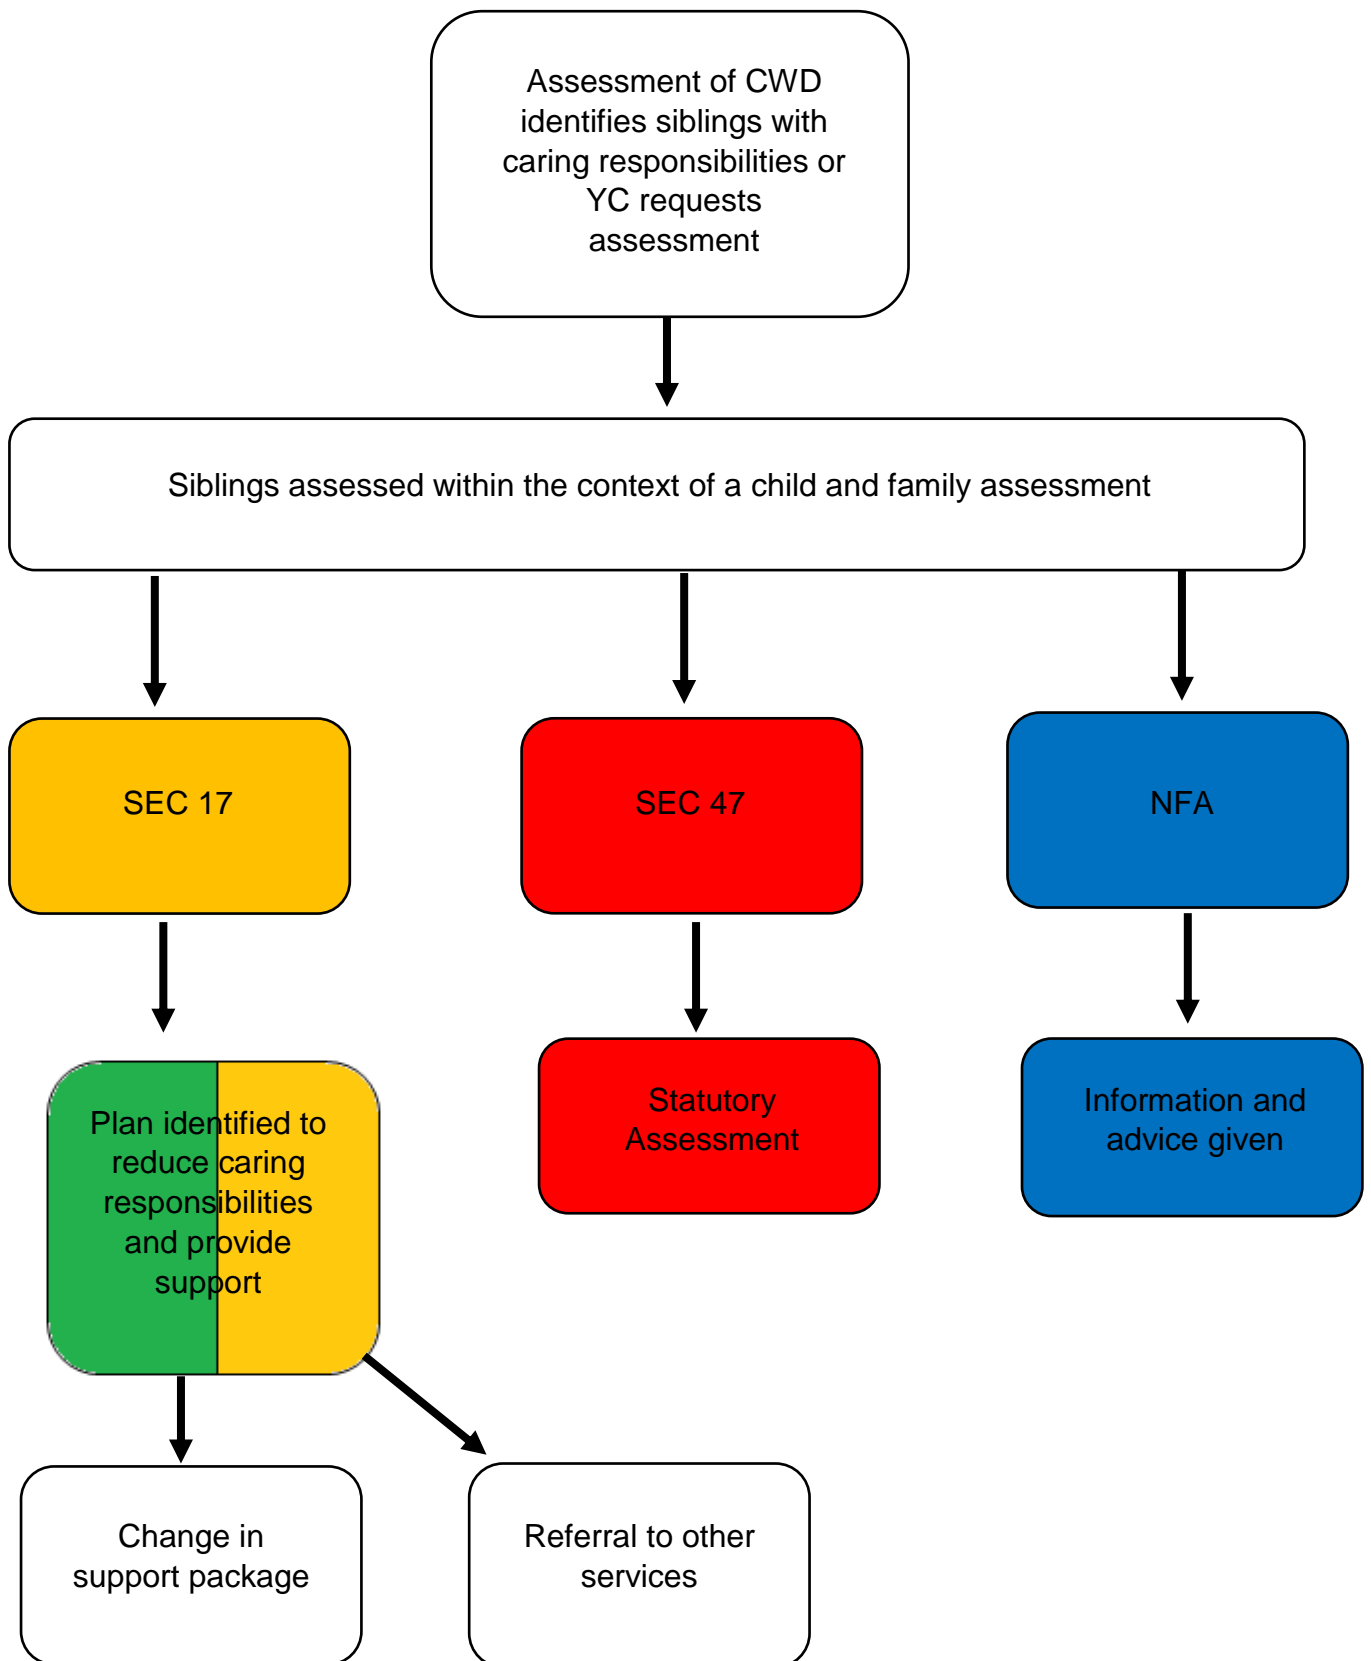 Assessment of CWD
identifies siblings with
caring responsibilities or
YC requests
assessment
Siblings assessed within the context of a child and family assessment
SEC 17
SEC 47
NFA
Plan identified to
reduce caring
responsibilities
and provide
support
Statutory
Assessment
Information and
advice given
Change in
support package
Referral to other
services